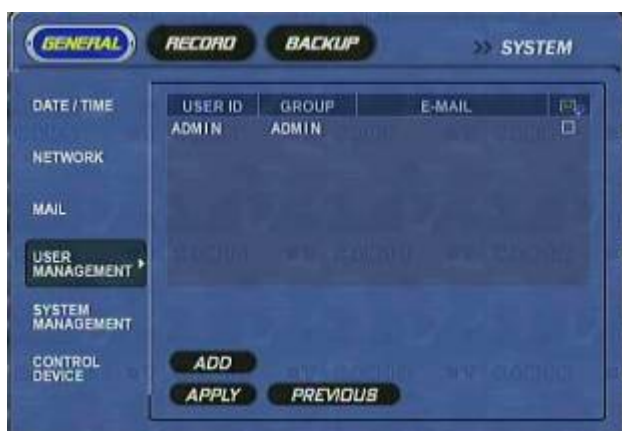 GENERAL RECORD BACKUP >> SYSTEM
DATE / TIME
NETWORK
MAIL
USER
MANAGEMENT
SYSTEM
MANAGEMENT
CONTROL
DEVICE
USER ID GROUP E-MAIL
ADMIN ADMIN
ADD
APPLY PREVIOUS